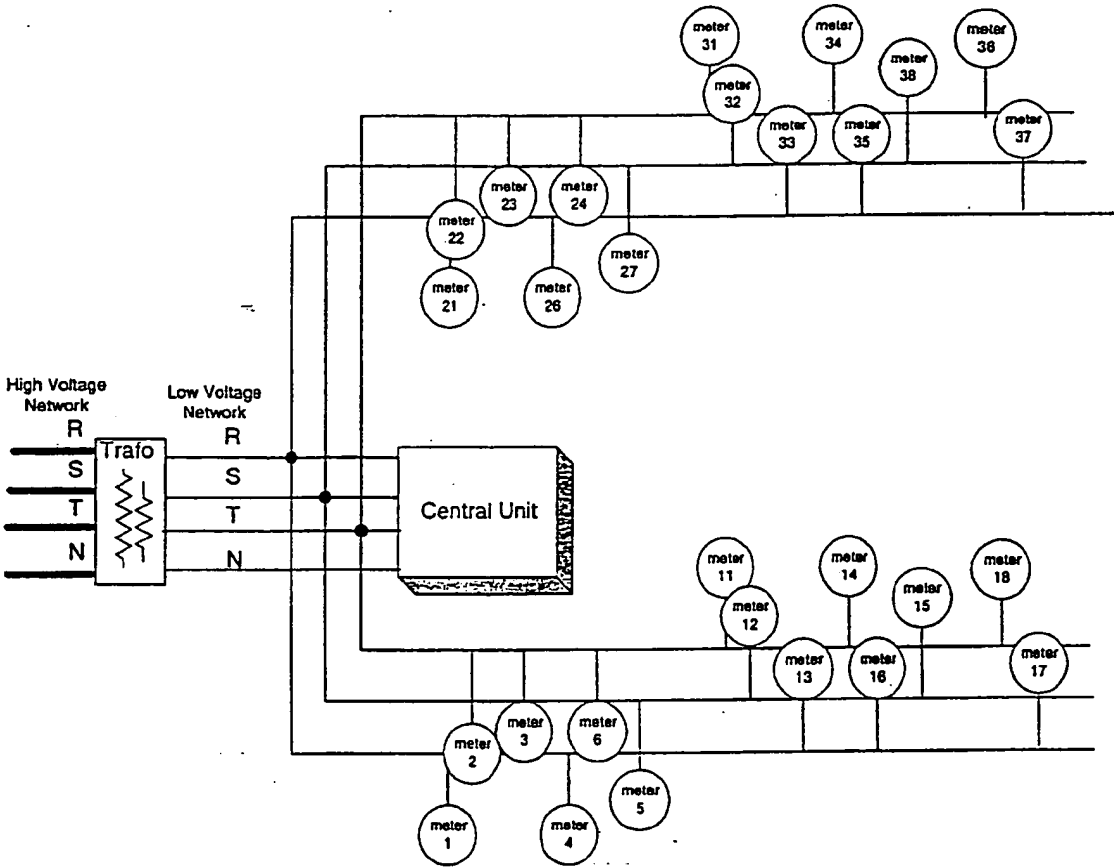 meter
31
meter
34
meter
36
meter
38
meter
32
meter
33
meter
35
meter
37
meter
23
meter
24
meter
22
meter
27
meter
21
meter
26
High Voltage
Network
Low Voltage
Network
R
S
T
N
Trafo
R
S
T
N
Central Unit
meter
11
meter
14
meter
18
meter
15
meter
12
meter
13
meter
16
meter
17
meter
3
meter
6
meter
2
meter
5
meter
1
meter
4